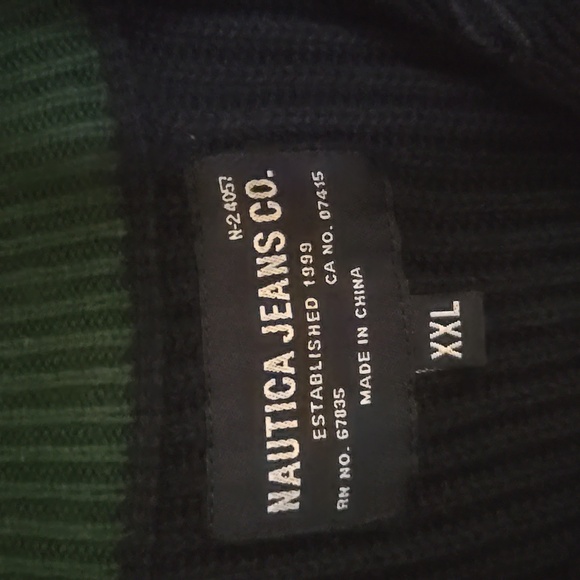 N-24057
NAUTICA JEANS CO.
ESTABLISHED 1999
RN NO. 67835 CA NO. 07415
MADE IN CHINA
XXL